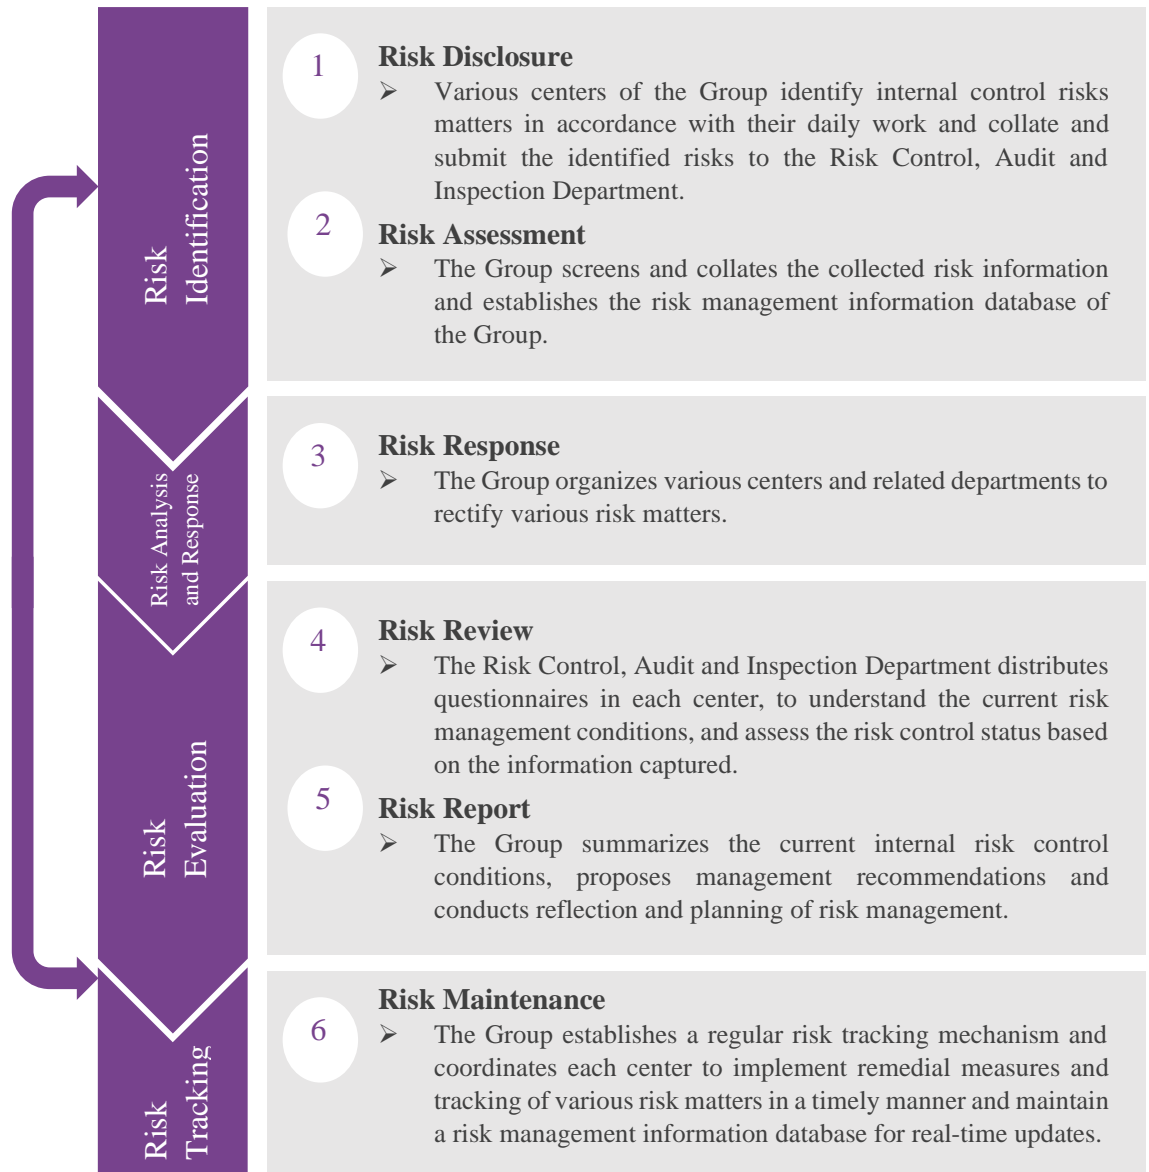 Risk
Identification
1
Risk Disclosure
➢ Various centers of the Group identify internal control risks
matters in accordance with their daily work and collate and
submit the identified risks to the Risk Control, Audit and
Inspection Department.
2
Risk Assessment
➢ The Group screens and collates the collected risk information
and establishes the risk management information database of
the Group.
Risk Analysis
and Response
3
Risk Response
➢ The Group organizes various centers and related departments to
rectify various risk matters.
Risk
Evaluation
4
Risk Review
➢ The Risk Control, Audit and Inspection Department distributes
questionnaires in each center, to understand the current risk
management conditions, and assess the risk control status based
on the information captured.
5
Risk Report
➢ The Group summarizes the current internal risk control
conditions, proposes management recommendations and
conducts reflection and planning of risk management.
Risk
Tracking
6
Risk Maintenance
➢ The Group establishes a regular risk tracking mechanism and
coordinates each center to implement remedial measures and
tracking of various risk matters in a timely manner and maintain
a risk management information database for real-time updates.